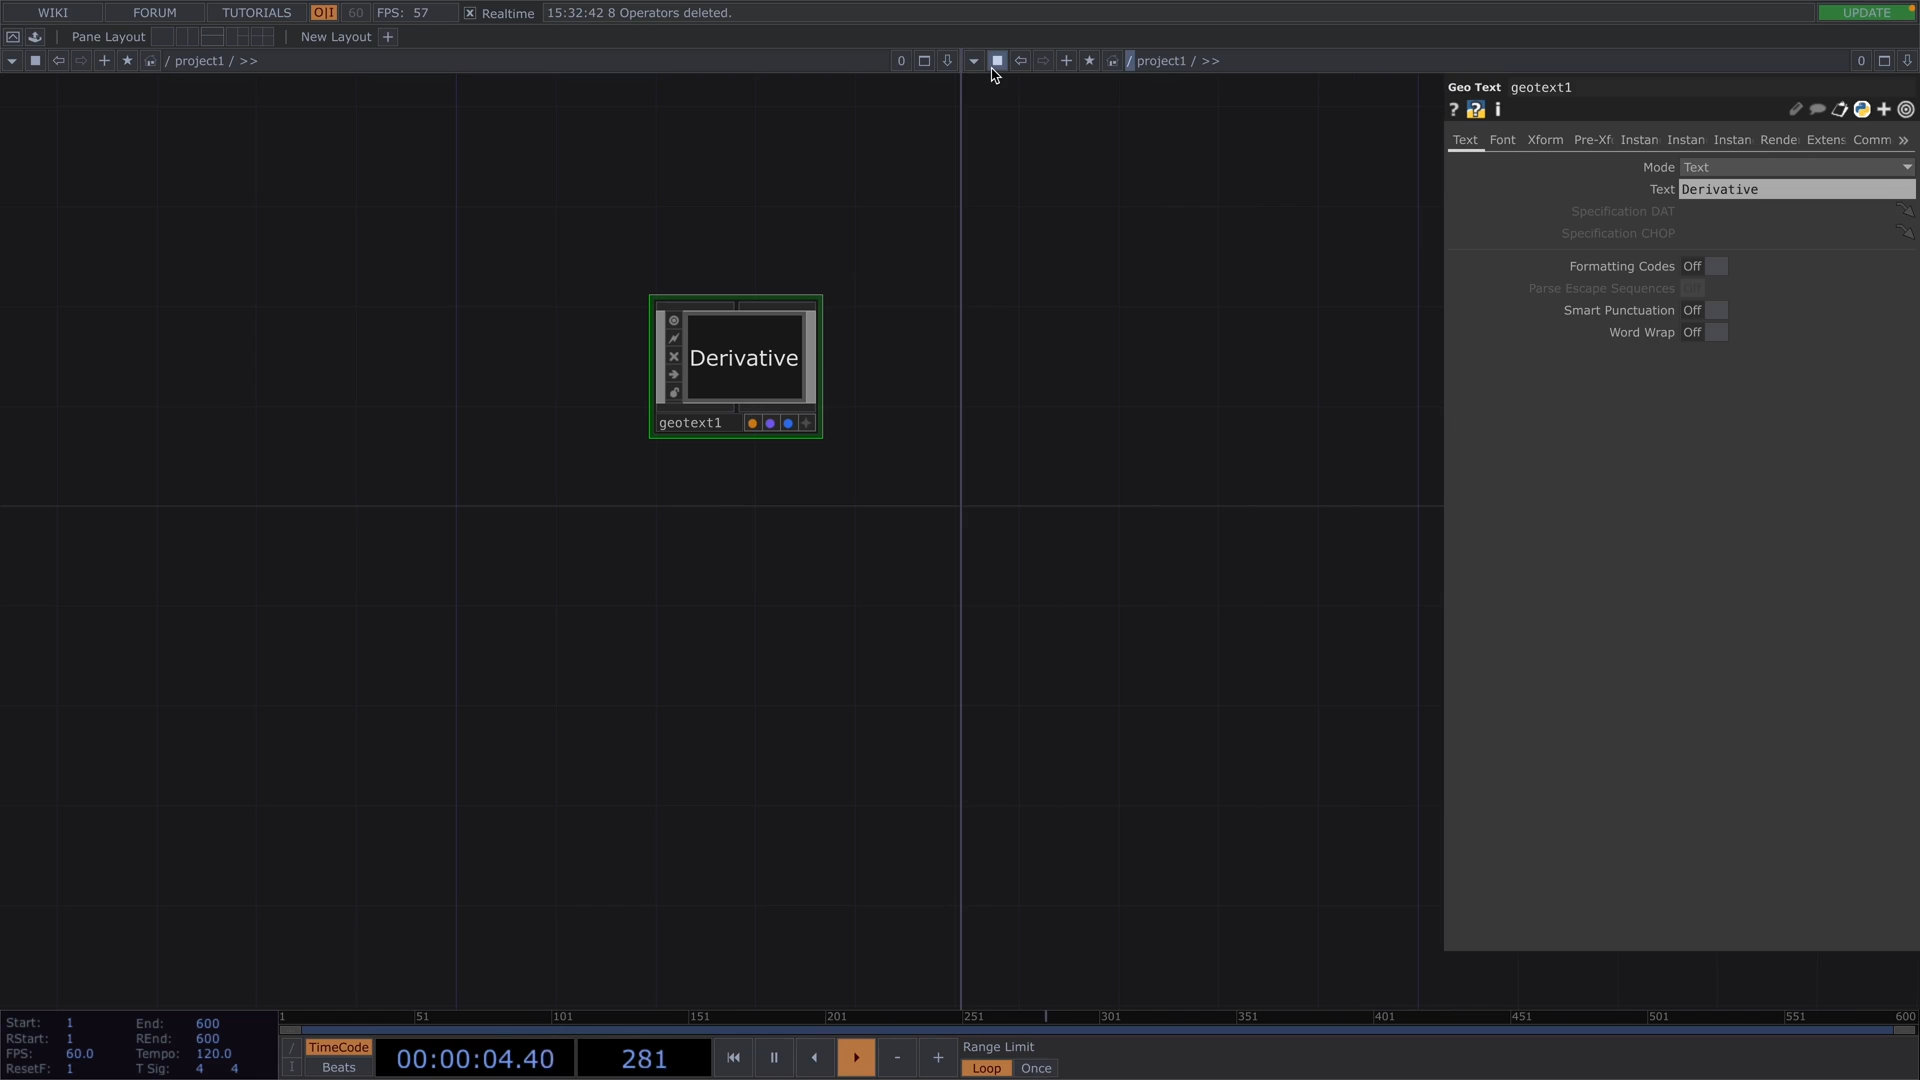 WIKI FORUM TUTORIALS O|I 60 FPS: 57 Realtime 15:32:42 8 Operators deleted. UPDATE
Pane Layout New Layout +
/ project1 / >> 0 / project1 / >> 0
Geo Text geotext1
? ? i
Text Font Xform Pre-Xf Instan Instan Instan Rende Extens Comm
Mode Text
Text Derivative
Specification DAT
Specification CHOP
Formatting Codes Off
Parse Escape Sequences Off
Smart Punctuation Off
Word Wrap Off
Derivative
geotext1
1 51 101 151 201 251 301 351 401 451 501 551 600
Start: 1 End: 600
RStart: 1 REnd: 600
FPS: 60.0 Tempo: 120.0
ResetF: 1 T Sig: 4 4
TimeCode
Beats
00:00:04.40 281 - +
Range Limit
Loop Once